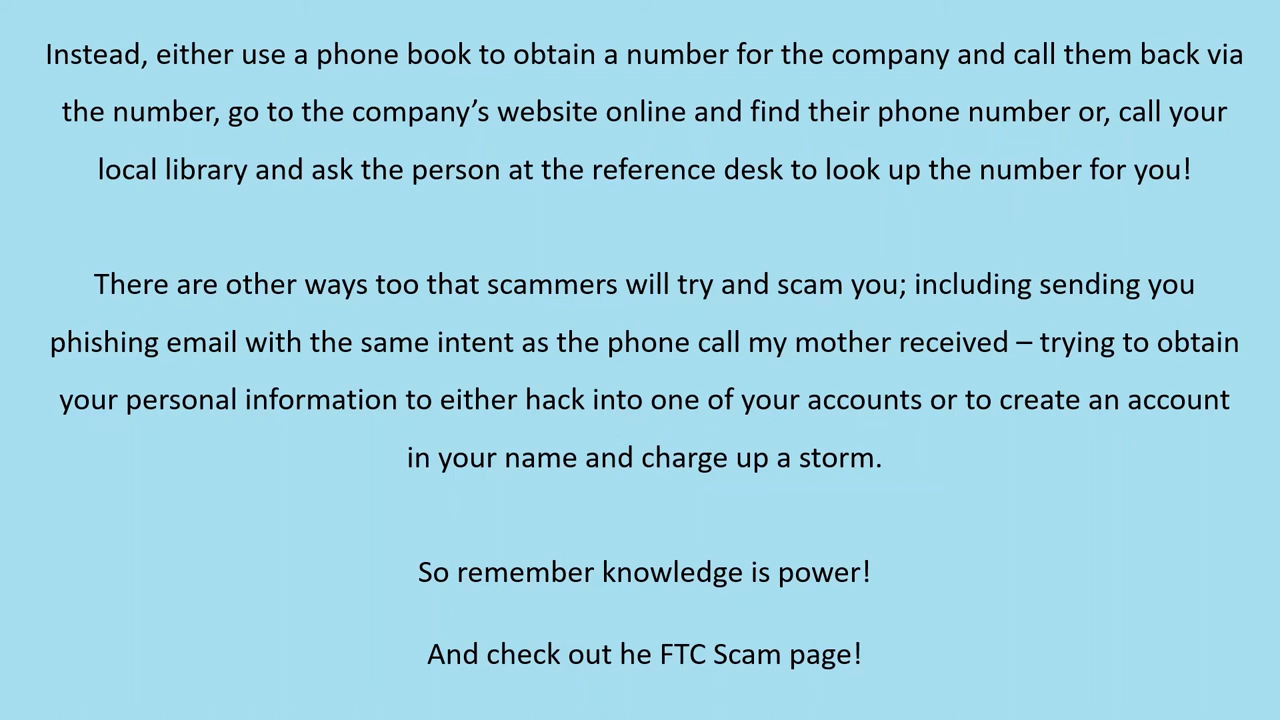 Instead, either use a phone book to obtain a number for the company and call them back via
the number, go to the company’s website online and find their phone number or, call your
local library and ask the person at the reference desk to look up the number for you!
There are other ways too that scammers will try and scam you; including sending you
phishing email with the same intent as the phone call my mother received – trying to obtain
your personal information to either hack into one of your accounts or to create an account
in your name and charge up a storm.
So remember knowledge is power!
And check out he FTC Scam page!